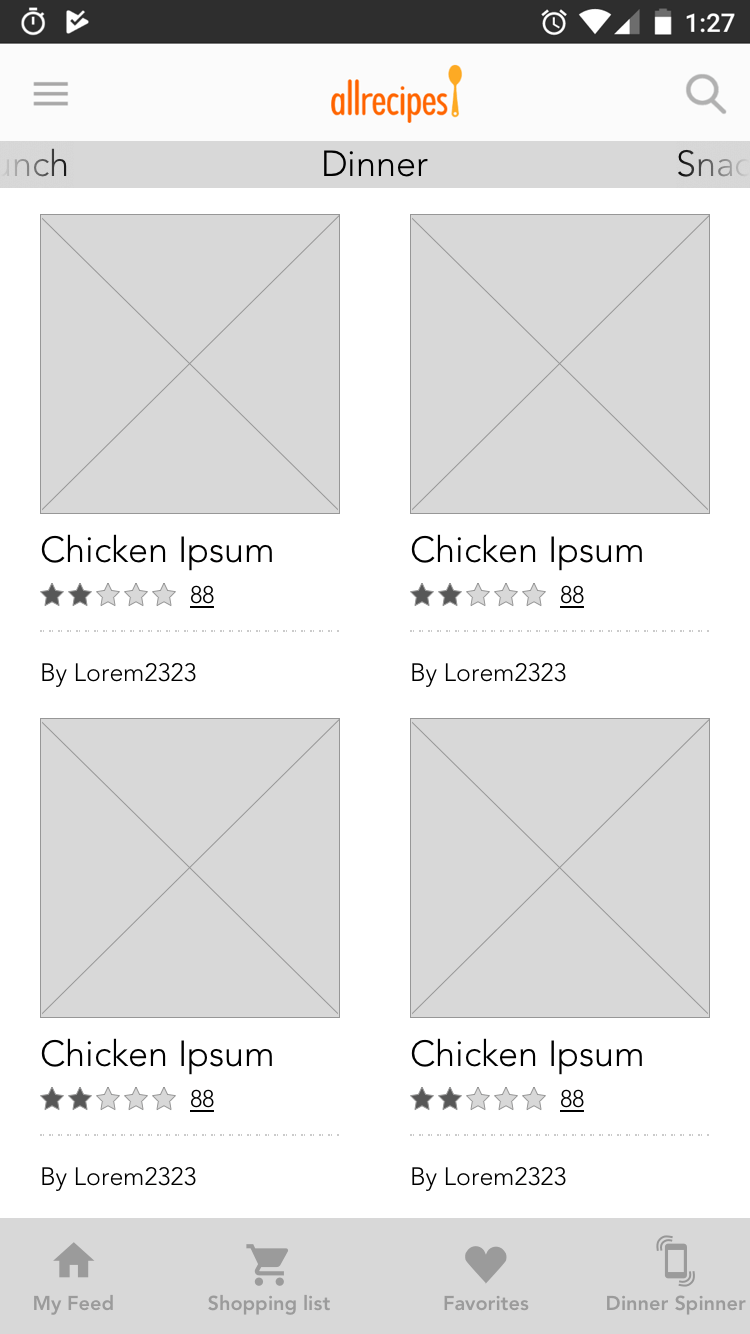 1:27
allrecipes
unch Dinner Snac
Chicken Ipsum Chicken Ipsum
88 88
By Lorem2323 By Lorem2323
Chicken Ipsum Chicken Ipsum
88 88
By Lorem2323 By Lorem2323
My Feed Shopping list Favorites Dinner Spinner